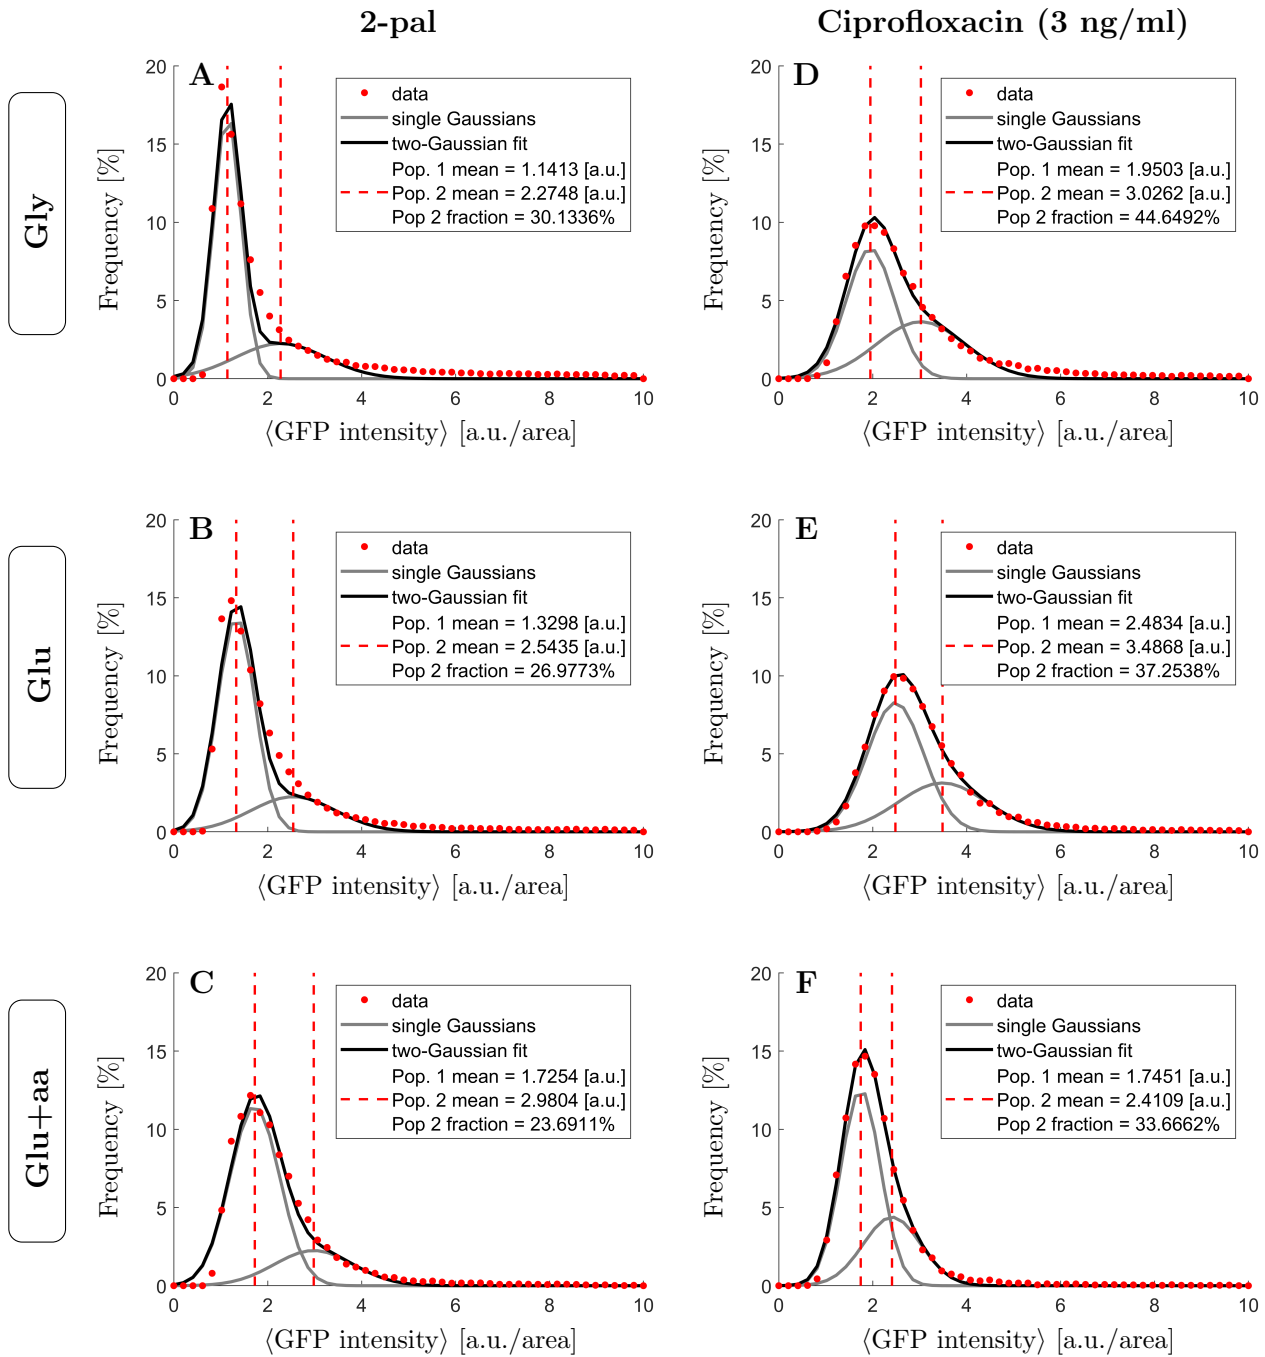 2-pal
Ciprofloxacin (3 ng/ml)
Gly
A
Frequency [%]
20
15
10
5
0
data
single Gaussians
two-Gaussian fit
Pop. 1 mean = 1.1413 [a.u.]
Pop. 2 mean = 2.2748 [a.u.]
Pop 2 fraction = 30.1336%
0 2 4 6 8 10
⟨GFP intensity⟩ [a.u./area]
D
Frequency [%]
20
15
10
5
0
data
single Gaussians
two-Gaussian fit
Pop. 1 mean = 1.9503 [a.u.]
Pop. 2 mean = 3.0262 [a.u.]
Pop 2 fraction = 44.6492%
0 2 4 6 8 10
⟨GFP intensity⟩ [a.u./area]
Glu
B
Frequency [%]
20
15
10
5
0
data
single Gaussians
two-Gaussian fit
Pop. 1 mean = 1.3298 [a.u.]
Pop. 2 mean = 2.5435 [a.u.]
Pop 2 fraction = 26.9773%
0 2 4 6 8 10
⟨GFP intensity⟩ [a.u./area]
E
Frequency [%]
20
15
10
5
0
data
single Gaussians
two-Gaussian fit
Pop. 1 mean = 2.4834 [a.u.]
Pop. 2 mean = 3.4868 [a.u.]
Pop 2 fraction = 37.2538%
0 2 4 6 8 10
⟨GFP intensity⟩ [a.u./area]
Glu+aa
C
Frequency [%]
20
15
10
5
0
data
single Gaussians
two-Gaussian fit
Pop. 1 mean = 1.7254 [a.u.]
Pop. 2 mean = 2.9804 [a.u.]
Pop 2 fraction = 23.6911%
0 2 4 6 8 10
⟨GFP intensity⟩ [a.u./area]
F
Frequency [%]
20
15
10
5
0
data
single Gaussians
two-Gaussian fit
Pop. 1 mean = 1.7451 [a.u.]
Pop. 2 mean = 2.4109 [a.u.]
Pop 2 fraction = 33.6662%
0 2 4 6 8 10
⟨GFP intensity⟩ [a.u./area]